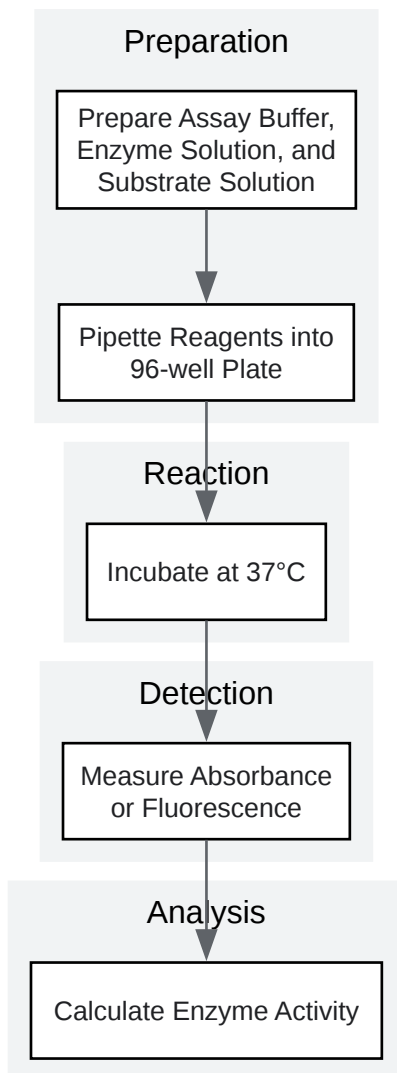 Preparation
Prepare Assay Buffer,
Enzyme Solution, and
Substrate Solution
Pipette Reagents into
96-well Plate
Reaction
Incubate at 37°C
Detection
Measure Absorbance
or Fluorescence
Analysis
Calculate Enzyme Activity